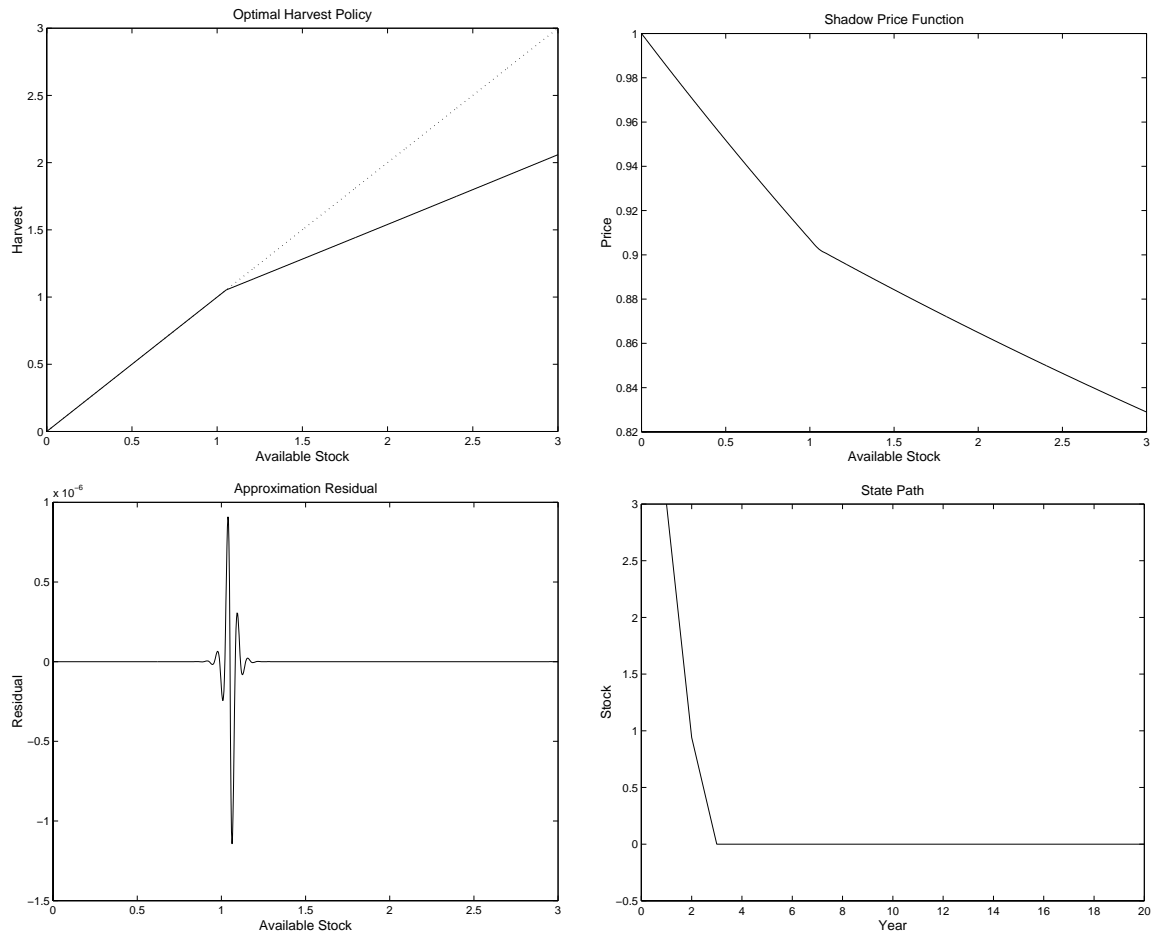 Optimal Harvest Policy
3
2.5
2
1.5
1
0.5
0
Harvest
0 0.5 1 1.5 2 2.5 3
Available Stock
Shadow Price Function
1
0.98
0.96
0.94
0.92
0.9
0.88
0.86
0.84
0.82
Price
0 0.5 1 1.5 2 2.5 3
Available Stock
Approximation Residual
x 10−6
1
0.5
0
−0.5
−1
−1.5
Residual
0 0.5 1 1.5 2 2.5 3
Available Stock
State Path
3
2.5
2
1.5
1
0.5
0
−0.5
Stock
0 2 4 6 8 10 12 14 16 18 20
Year